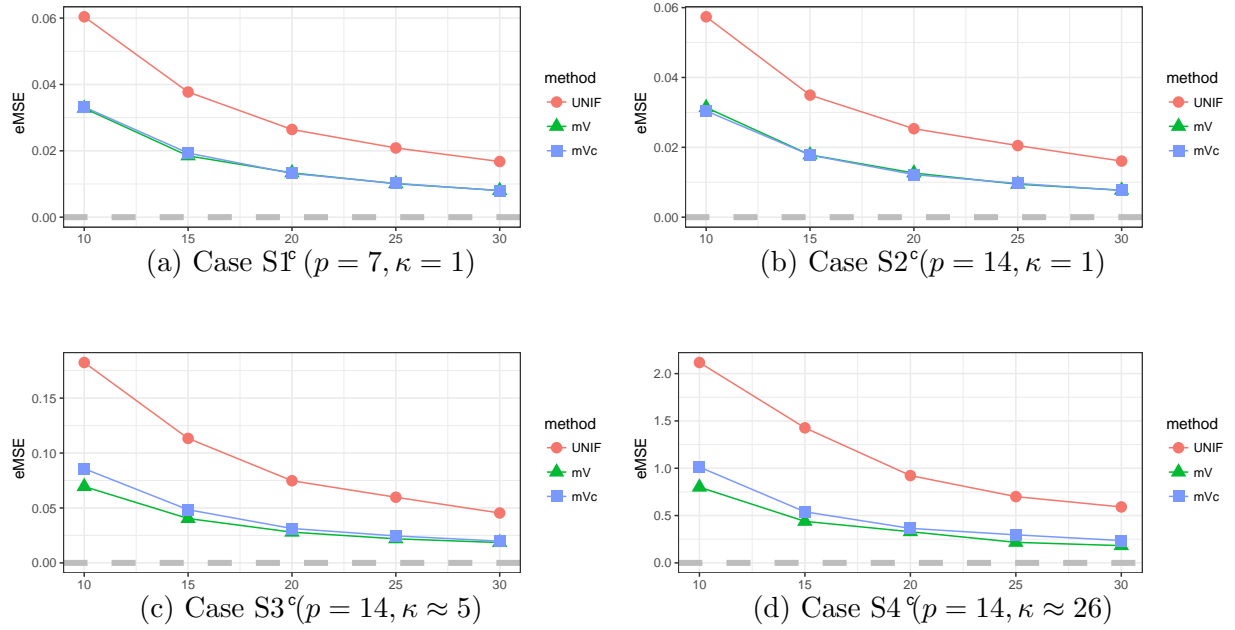 0.06
0.04
0.02
0.00
eMSE
10 15 20 25 30
method
UNIF
mV
mVc
(a) Case S1ᶜ (p = 7, κ = 1)
0.06
0.04
0.02
0.00
eMSE
10 15 20 25 30
method
UNIF
mV
mVc
(b) Case S2ᶜ(p = 14, κ = 1)
0.15
0.10
0.05
0.00
eMSE
10 15 20 25 30
method
UNIF
mV
mVc
(c) Case S3ᶜ(p = 14, κ ≈ 5)
2.0
1.5
1.0
0.5
0.0
eMSE
10 15 20 25 30
method
UNIF
mV
mVc
(d) Case S4ᶜ(p = 14, κ ≈ 26)